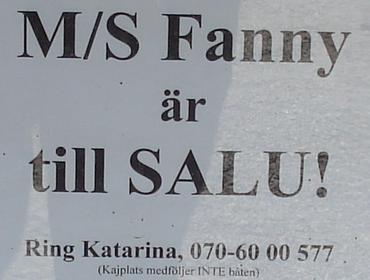 M/S Fanny
är
till SALU!
Ring Katarina, 070-60 00 577
(Kajplats medföljer INTE båten)